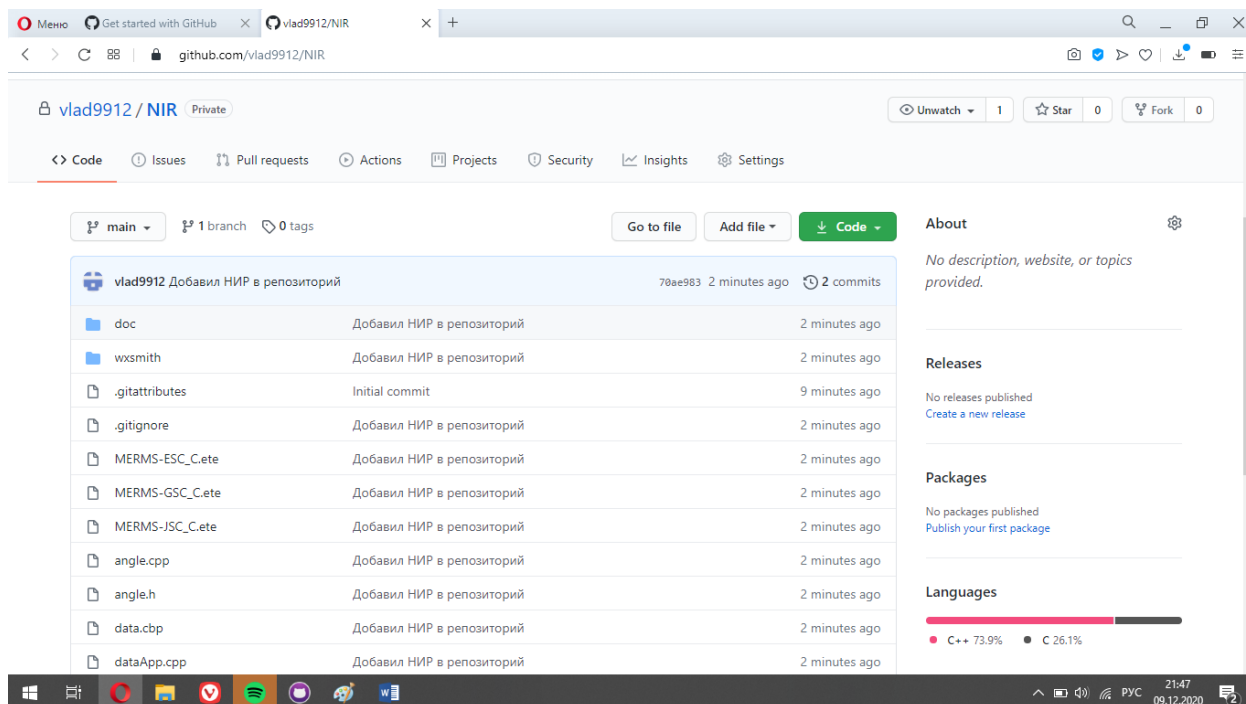 Меню Get started with GitHub vlad9912/NIR
github.com/vlad9912/NIR
vlad9912 / NIR Private Unwatch 1 Star 0 Fork 0
Code Issues Pull requests Actions Projects Security Insights Settings
main 1 branch 0 tags Go to file Add file Code
vlad9912 Добавил НИР в репозиторий 70ae983 2 minutes ago 2 commits
doc Добавил НИР в репозиторий 2 minutes ago
wxsmith Добавил НИР в репозиторий 2 minutes ago
.gitattributes Initial commit 9 minutes ago
.gitignore Добавил НИР в репозиторий 2 minutes ago
MERMS-ESC_C.ete Добавил НИР в репозиторий 2 minutes ago
MERMS-GSC_C.ete Добавил НИР в репозиторий 2 minutes ago
MERMS-JSC_C.ete Добавил НИР в репозиторий 2 minutes ago
angle.cpp Добавил НИР в репозиторий 2 minutes ago
angle.h Добавил НИР в репозиторий 2 minutes ago
data.cbp Добавил НИР в репозиторий 2 minutes ago
dataApp.cpp Добавил НИР в репозиторий 2 minutes ago
About
No description, website, or topics
provided.
Releases
No releases published
Create a new release
Packages
No packages published
Publish your first package
Languages
C++ 73.9% C 26.1%
W РУС 21:47
09.12.2020 2